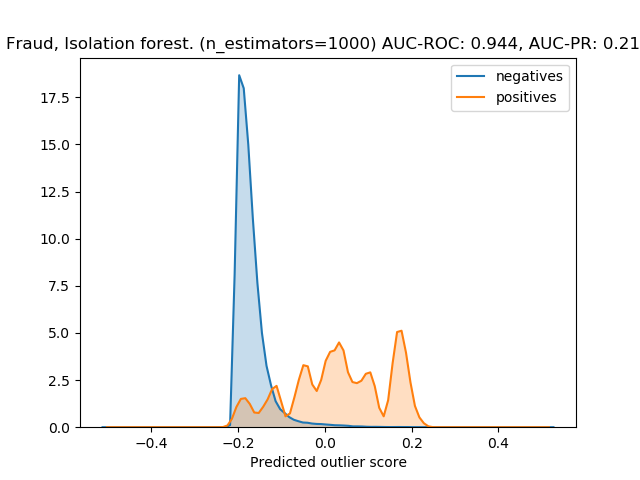 Fraud, Isolation forest. (n_estimators=1000) AUC-ROC: 0.944, AUC-PR: 0.21
negatives
positives
17.5
15.0
12.5
10.0
7.5
5.0
2.5
0.0
−0.4 −0.2 0.0 0.2 0.4
Predicted outlier score